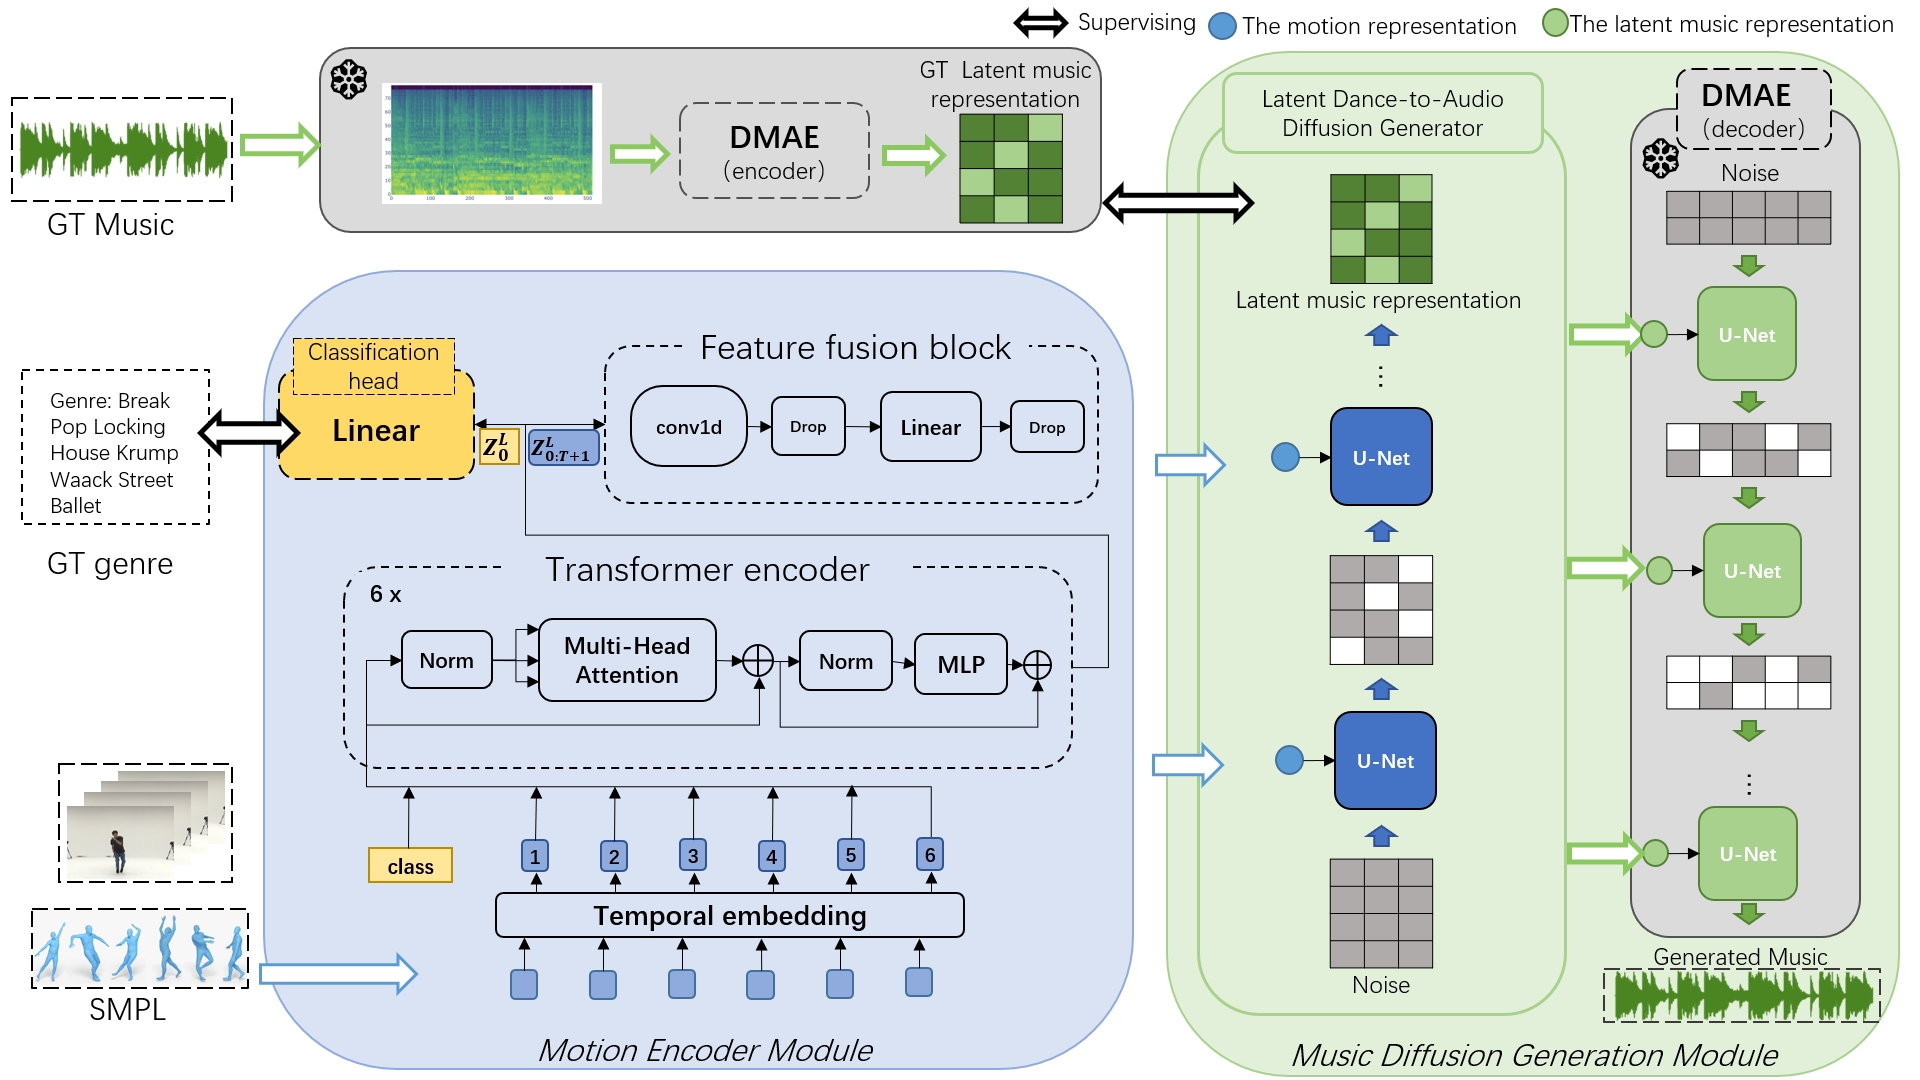 Supervising
The motion representation
The latent music representation
GT Music
DMAE
（encoder）
GT Latent music
representation
Latent Dance-to-Audio
Diffusion Generator
Latent music representation
DMAE
（decoder）
Noise
U-Net
U-Net
U-Net
Generated Music
U-Net
U-Net
Noise
Music Diffusion Generation Module
Classification
head
Linear
Z_0^L
Z_{0:T+1}^L
Feature fusion block
conv1d
Drop
Linear
Drop
Genre: Break
Pop Locking
House Krump
Waack Street
Ballet
GT genre
Transformer encoder
6 x
Norm
Multi-Head
Attention
Norm
MLP
class
1
2
3
4
5
6
Temporal embedding
SMPL
Motion Encoder Module